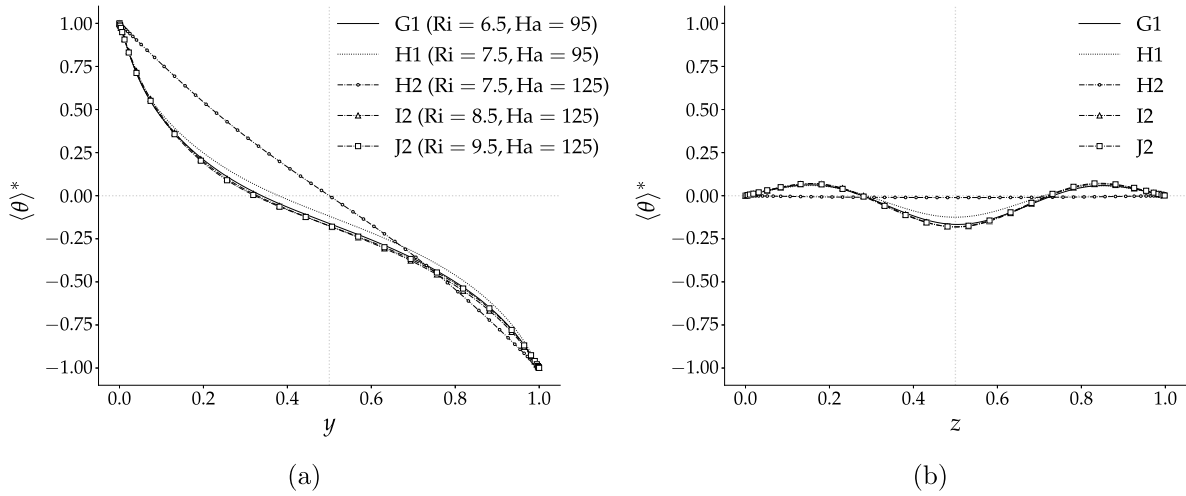 1.00
0.75
0.50
0.25
0.00
−0.25
−0.50
−0.75
−1.00
⟨θ⟩*
G1 (Ri = 6.5, Ha = 95)
H1 (Ri = 7.5, Ha = 95)
H2 (Ri = 7.5, Ha = 125)
I2 (Ri = 8.5, Ha = 125)
J2 (Ri = 9.5, Ha = 125)
0.0 0.2 0.4 0.6 0.8 1.0
y
(a)
1.00
0.75
0.50
0.25
0.00
−0.25
−0.50
−0.75
−1.00
⟨θ⟩*
G1
H1
H2
I2
J2
0.0 0.2 0.4 0.6 0.8 1.0
z
(b)